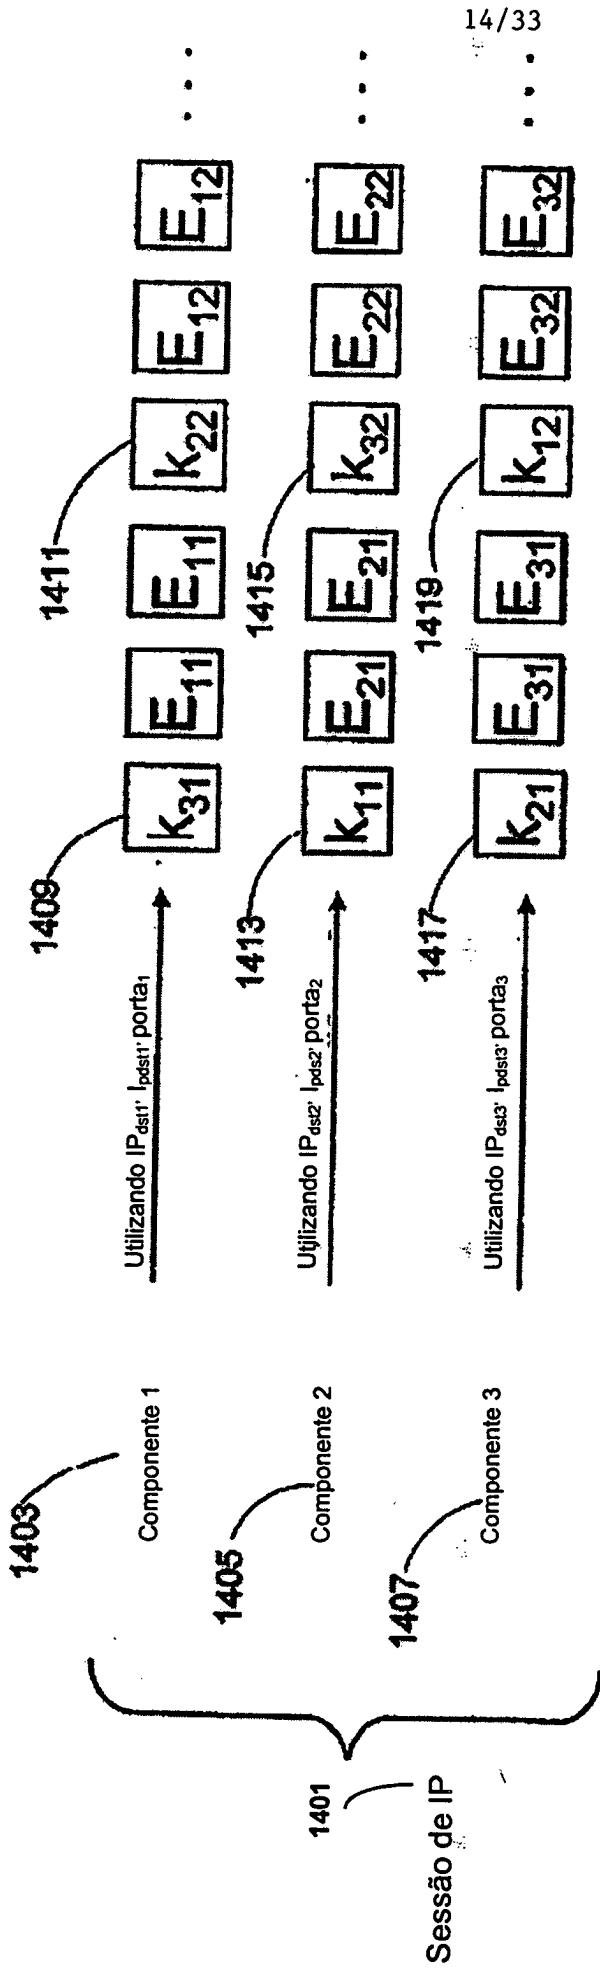 14/33
Sessão de IP
1401
1403
Componente 1
Utilizando IPdst1, Ipdst1, porta1
1409
1411
k31 E11 E11 k22 E12 E12 . . .
1405
Componente 2
Utilizando IPdst2, Ipds2, porta2
1413
1415
k11 E21 E21 k32 E22 E22 . . .
1407
Componente 3
Utilizando IPdst3, Ipdst3, porta3
1417
1419
k21 E31 E31 k12 E32 E32 . . .